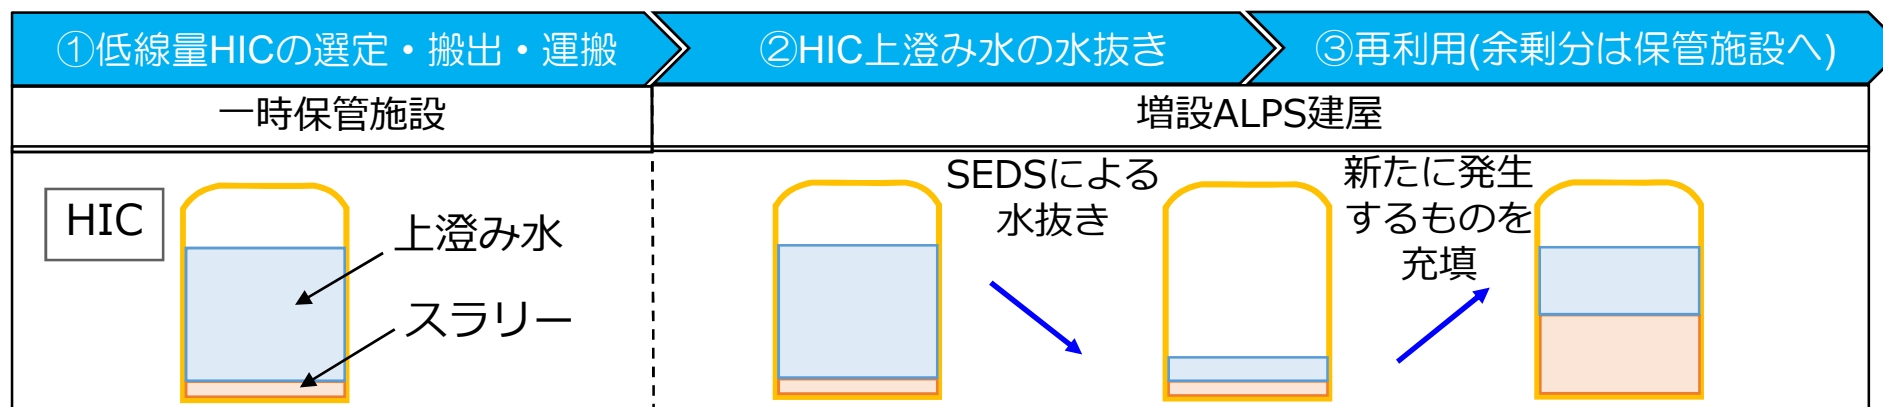 ①低線量HICの選定・搬出・運搬
②HIC上澄み水の水抜き
③再利用(余剰分は保管施設へ)
一時保管施設
増設ALPS建屋
HIC
上澄み水
スラリー
SEDSによる
水抜き
新たに発生
するものを
充填